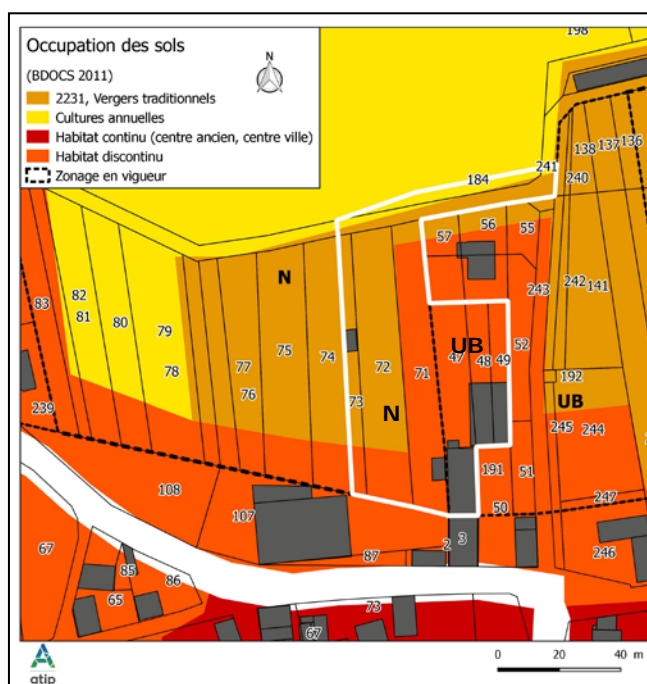 Occupation des sols
(BDOCS 2011)
N
2231, Vergers traditionnels
Cultures annuelles
Habitat continu (centre ancien, centre ville)
Habitat discontinu
Zonage en vigueur
198
138 137 136
241
240
184
57 56 55
243
242 141
83
82
81
80
79
78
N
77
76
75
74
73
72
N
71
UB
47 48 49
52
192
UB
245 244
239
108
107
191
51
50
247
246
87
2
3
67
85
65
86
73
67
atip
0 20 40 m